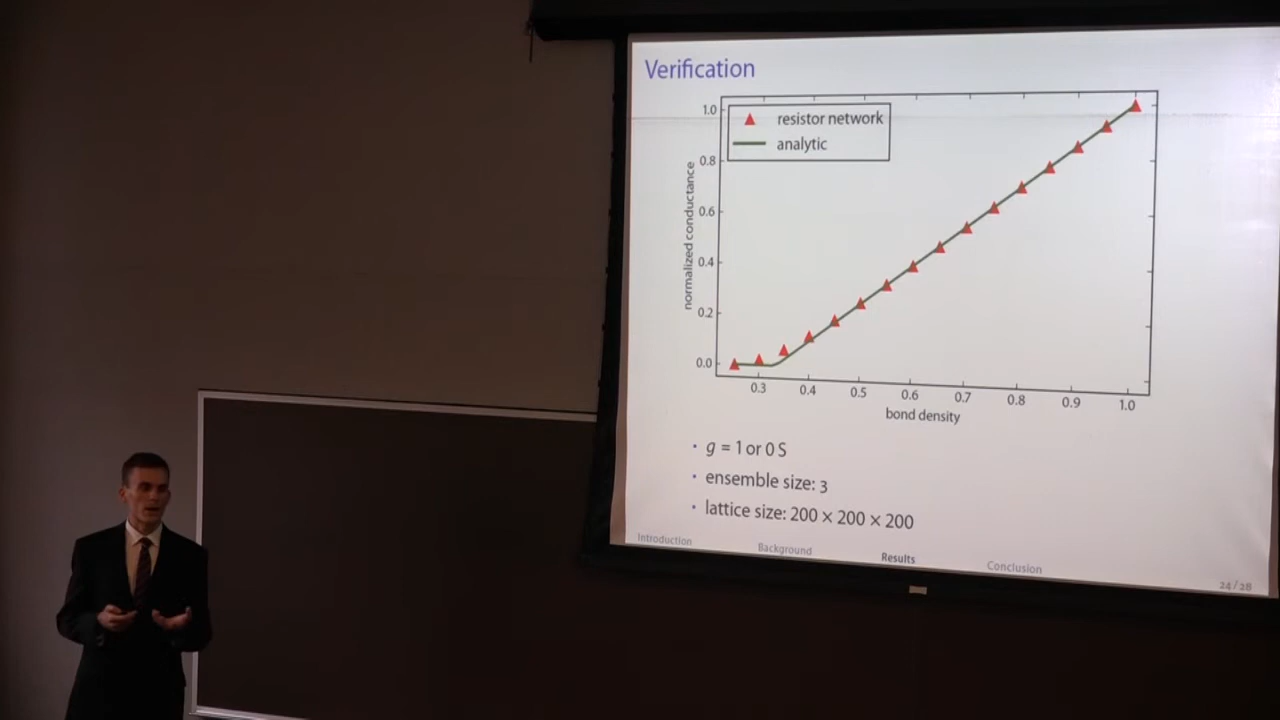 Verification
resistor network
analytic
normalized conductance
1.0
0.8
0.6
0.4
0.2
0.0
0.3 0.4 0.5 0.6 0.7 0.8 0.9 1.0
bond density
• g = 1 or 0 S
• ensemble size: 3
• lattice size: 200 × 200 × 200
Introduction Background Results Conclusion
24 / 28